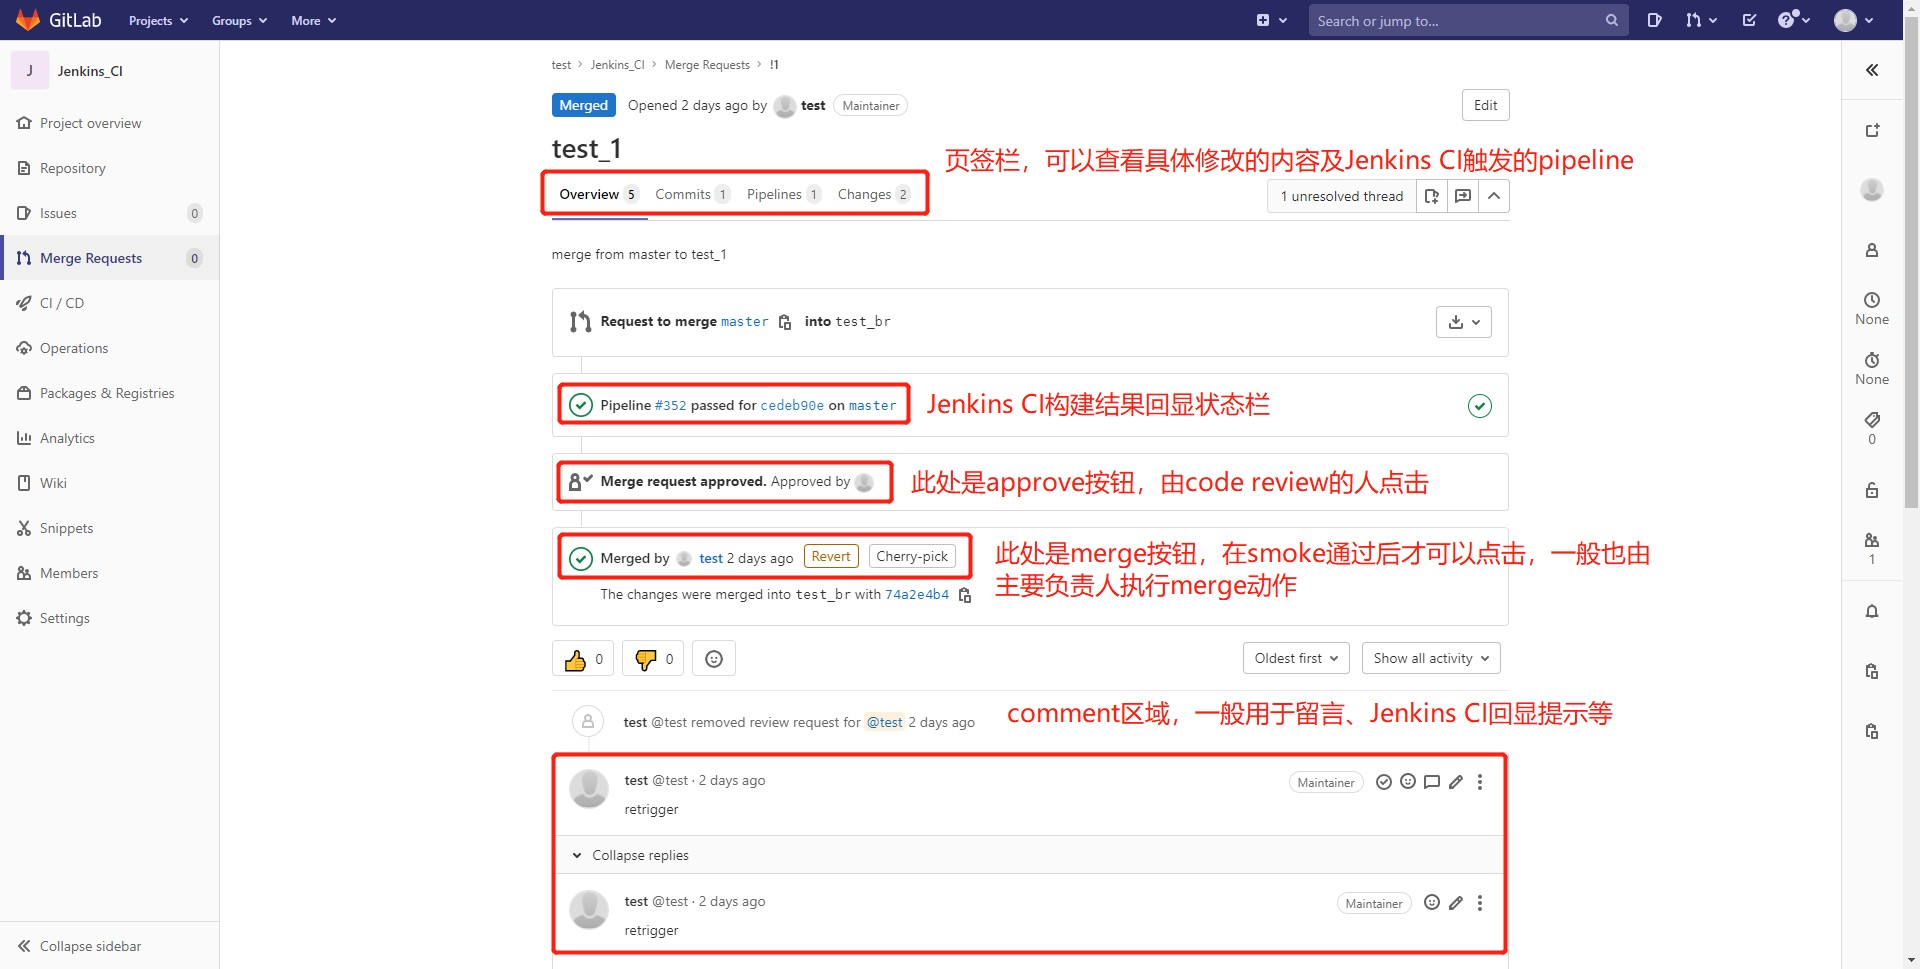 GitLab Projects Groups More Search or jump to...
J Jenkins_CI
Project overview
Repository
Issues 0
Merge Requests 0
CI / CD
Operations
Packages & Registries
Analytics
Wiki
Snippets
Members
Settings
Collapse sidebar
test > Jenkins_CI > Merge Requests > !1
Merged Opened 2 days ago by test Maintainer Edit
test_1
页签栏，可以查看具体修改的内容及Jenkins CI触发的pipeline
Overview 5 Commits 1 Pipelines 1 Changes 2 1 unresolved thread
merge from master to test_1
Request to merge master into test_br
Pipeline #352 passed for cedeb90e on master Jenkins CI构建结果回显状态栏
Merge request approved. Approved by 此处是approve按钮，由code review的人点击
Merged by test 2 days ago Revert Cherry-pick 此处是merge按钮，在smoke通过后才可以点击，一般也由
主要负责人执行merge动作
The changes were merged into test_br with 74a2e4b4
0 0 Oldest first Show all activity
test @test removed review request for @test 2 days ago comment区域，一般用于留言、Jenkins CI回显提示等
test @test · 2 days ago Maintainer
retrigger
Collapse replies
test @test · 2 days ago Maintainer
retrigger
None
None
0
1